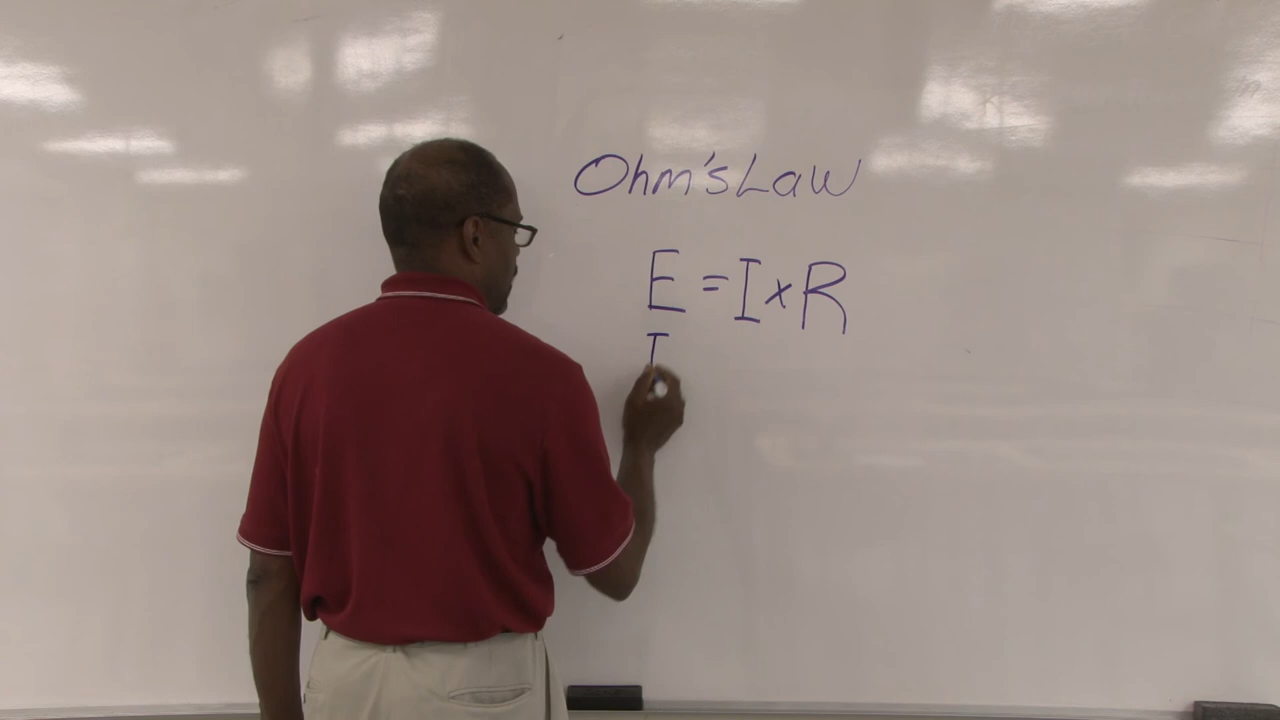 Ohm's Law
E = I x R
I